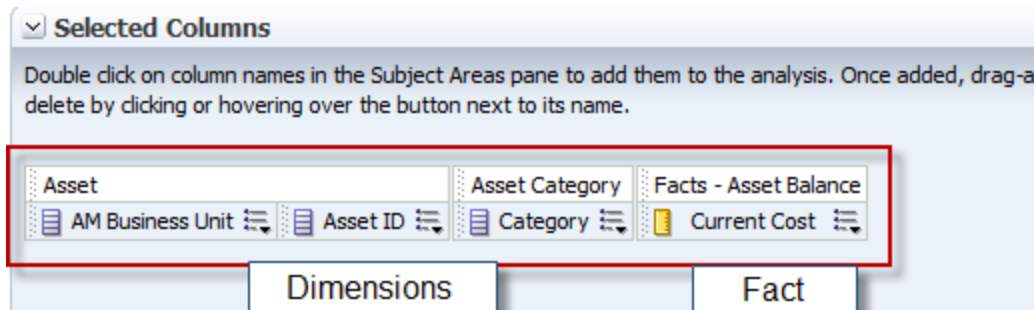 Selected Columns
Double click on column names in the Subject Areas pane to add them to the analysis. Once added, drag-a
delete by clicking or hovering over the button next to its name.
Asset Asset Category Facts - Asset Balance
AM Business Unit Asset ID Category Current Cost
Dimensions Fact